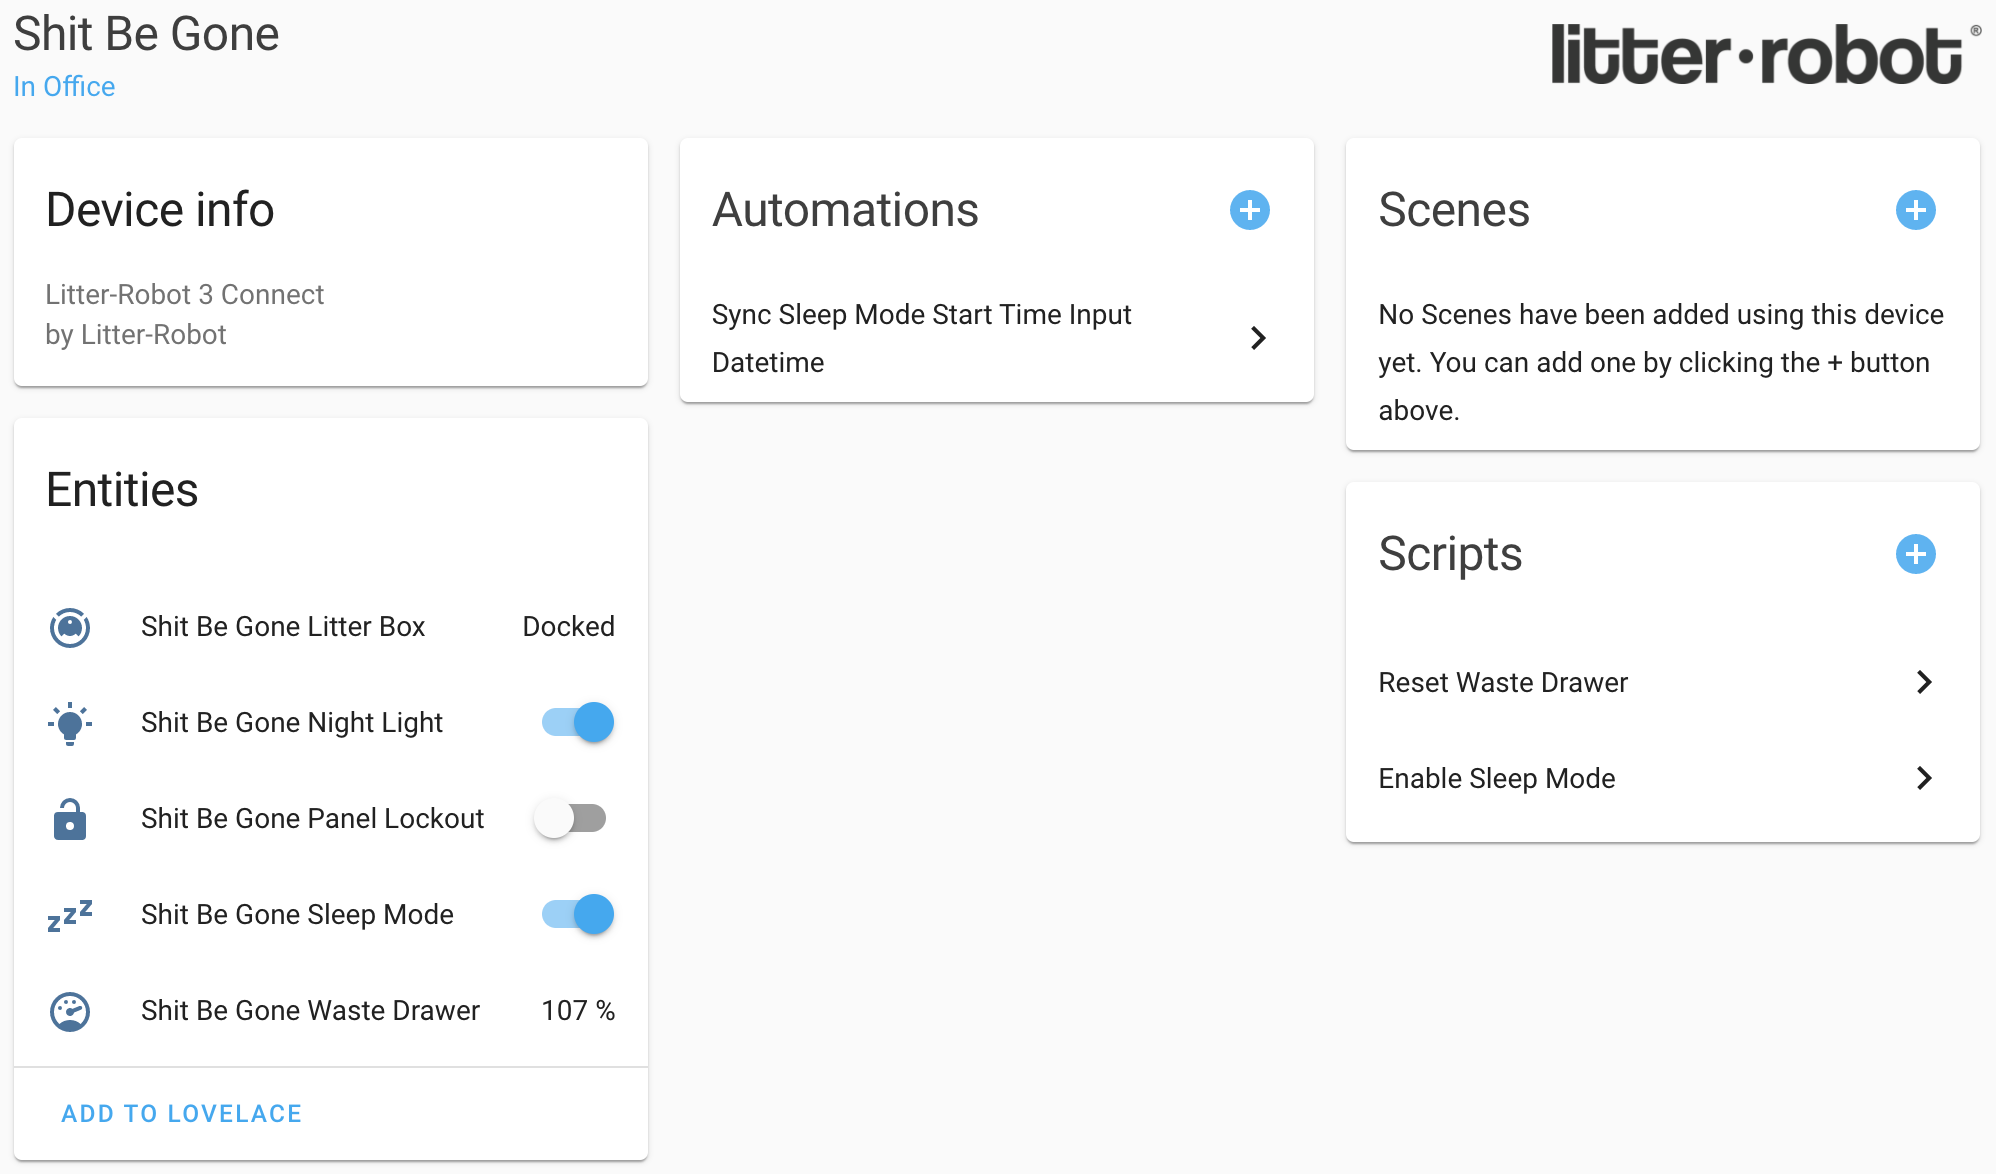 Shit Be Gone
In Office
litter·robot®
Device info
Litter-Robot 3 Connect
by Litter-Robot
Entities
Shit Be Gone Litter Box Docked
Shit Be Gone Night Light
Shit Be Gone Panel Lockout
zzz Shit Be Gone Sleep Mode
Shit Be Gone Waste Drawer 107 %
ADD TO LOVELACE
Automations
Sync Sleep Mode Start Time Input
Datetime
Scenes
No Scenes have been added using this device
yet. You can add one by clicking the + button
above.
Scripts
Reset Waste Drawer
Enable Sleep Mode